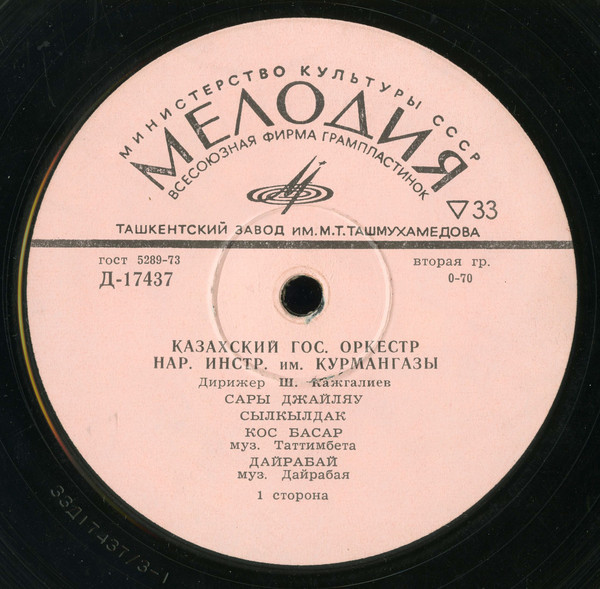 МИНИСТЕРСТВО КУЛЬТУРЫ СССР
МЕЛОДИЯ
ВСЕСОЮЗНАЯ ФИРМА ГРАМПЛАСТИНОК
▽33
ТАШКЕНТСКИЙ ЗАВОД ИМ. М.Т.ТАШМУХАМЕДОВА
гост 5289-73
Д-17437
вторая гр.
0-70
КАЗАХСКИЙ ГОС. ОРКЕСТР
НАР. ИНСТР. им. КУРМАНГАЗЫ
Дирижер Ш. Кажгалиев
САРЫ ДЖАЙЛЯУ
СЫЛКЫЛДАК
КОС БАСАР
муз. Таттимбета
ДАЙРАБАЙ
муз. Дайрабая
1 сторона
33Д17437/3-1